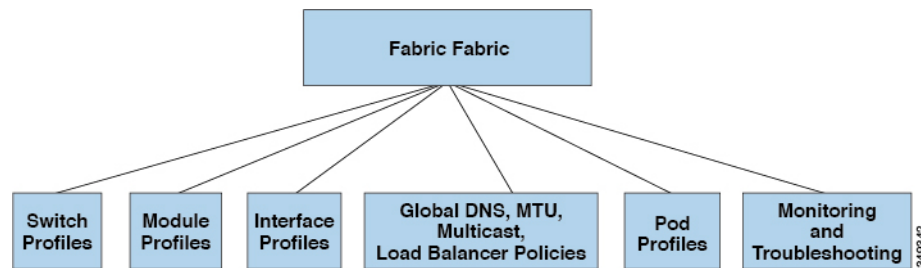 Fabric Fabric
Switch
Profiles
Module
Profiles
Interface
Profiles
Global DNS, MTU,
Multicast,
Load Balancer Policies
Pod
Profiles
Monitoring
and
Troubleshooting